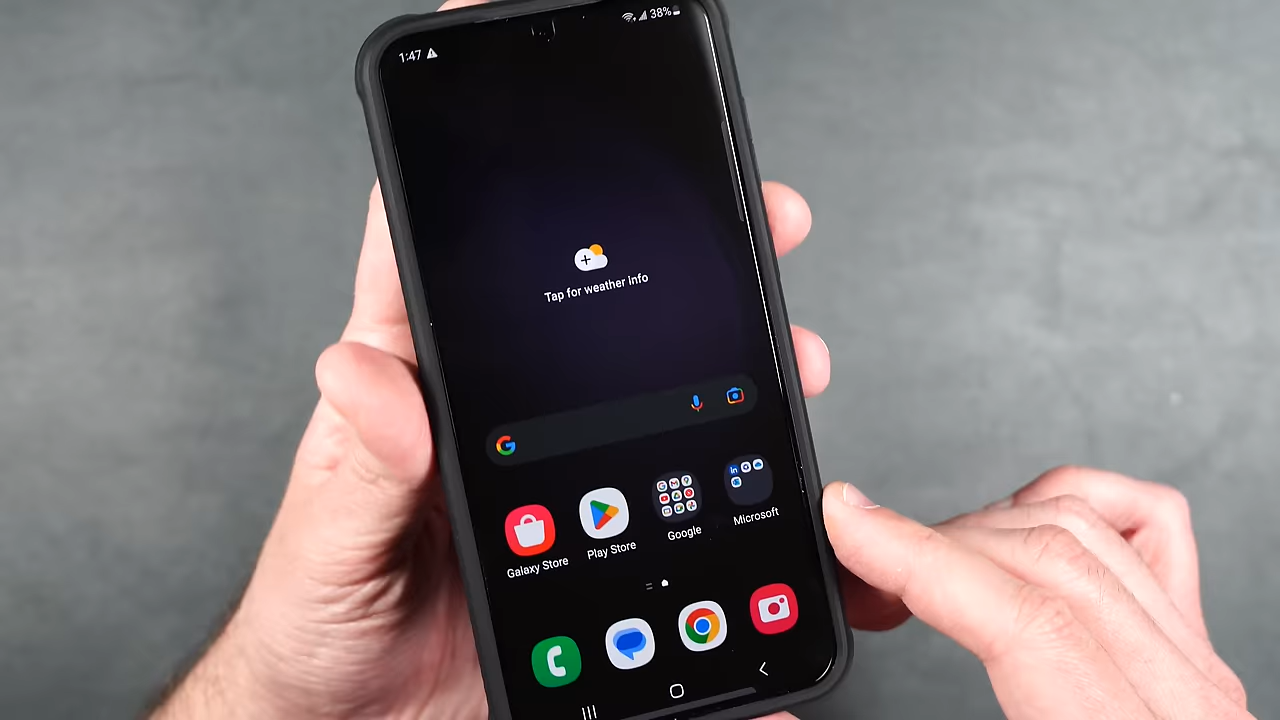 1:47
38%
Tap for weather info
G
Galaxy Store
Play Store
Google
Microsoft